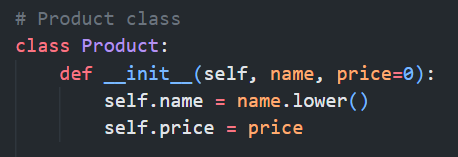 # Product class
class Product:
    def __init__(self, name, price=0):
        self.name = name.lower()
        self.price = price